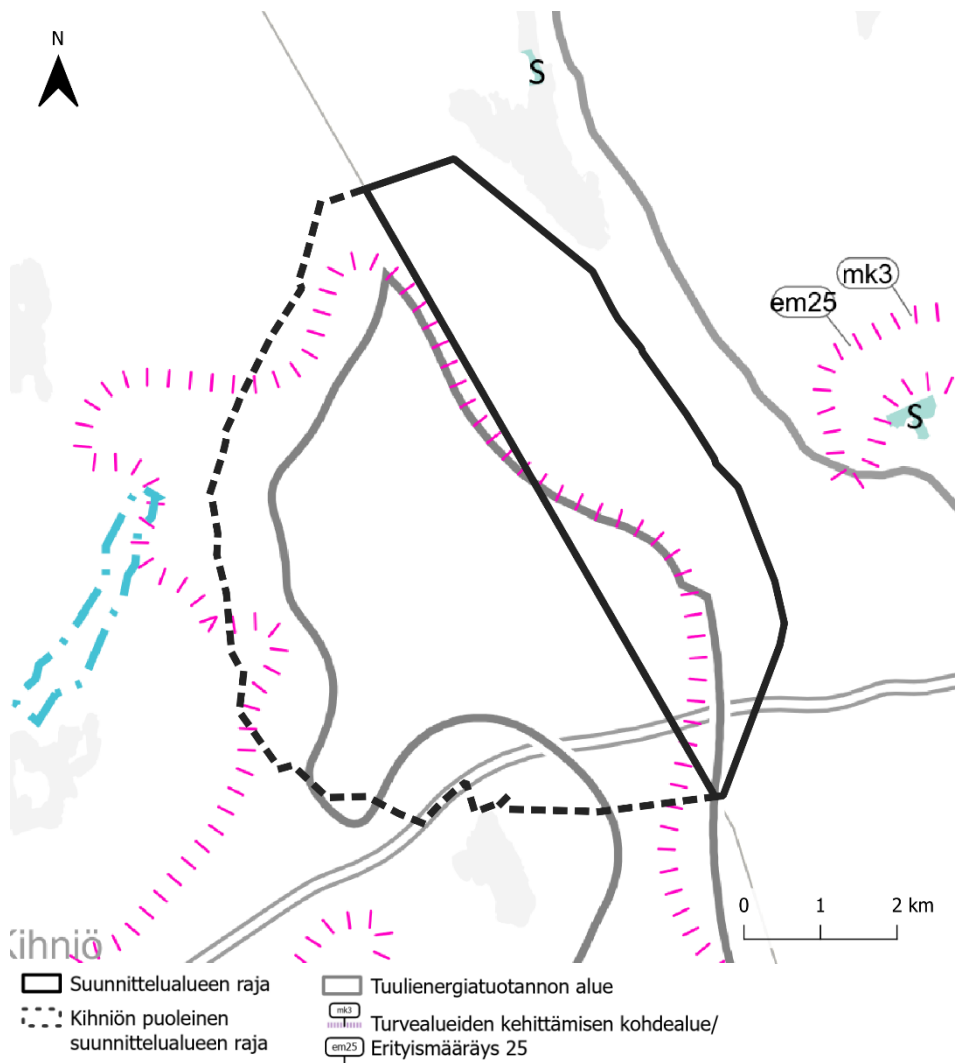 N
S
mk3
em25
S
0 1 2 km
Kihniö
Suunnittelualueen raja
Kihniön puoleinen
suunnittelualueen raja
Tuulienergiatuotannon alue
mk3
em25
Turvealueiden kehittämisen kohdealue/
Erityismääräys 25